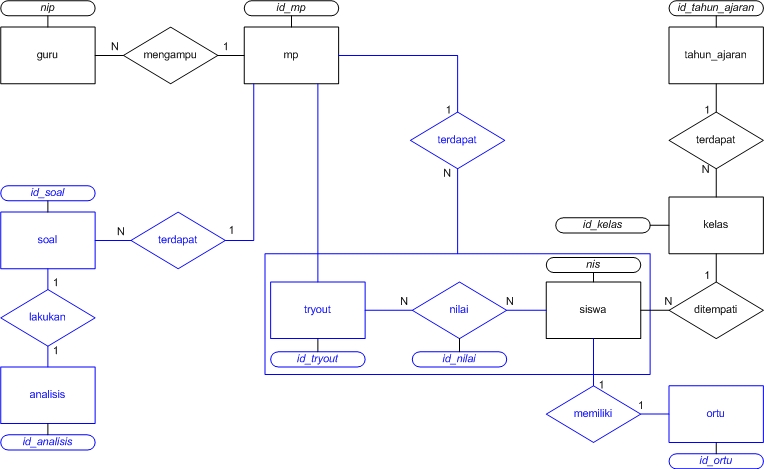 nip
id_mp
id_tahun_ajaran
guru
N
mengampu
1
mp
tahun_ajaran
1
terdapat
N
1
terdapat
N
id_soal
soal
N
terdapat
1
id_kelas
kelas
nis
1
lakukan
1
tryout
N
nilai
N
siswa
N
ditempati
1
id_tryout
id_nilai
analisis
id_analisis
1
memiliki
1
ortu
id_ortu